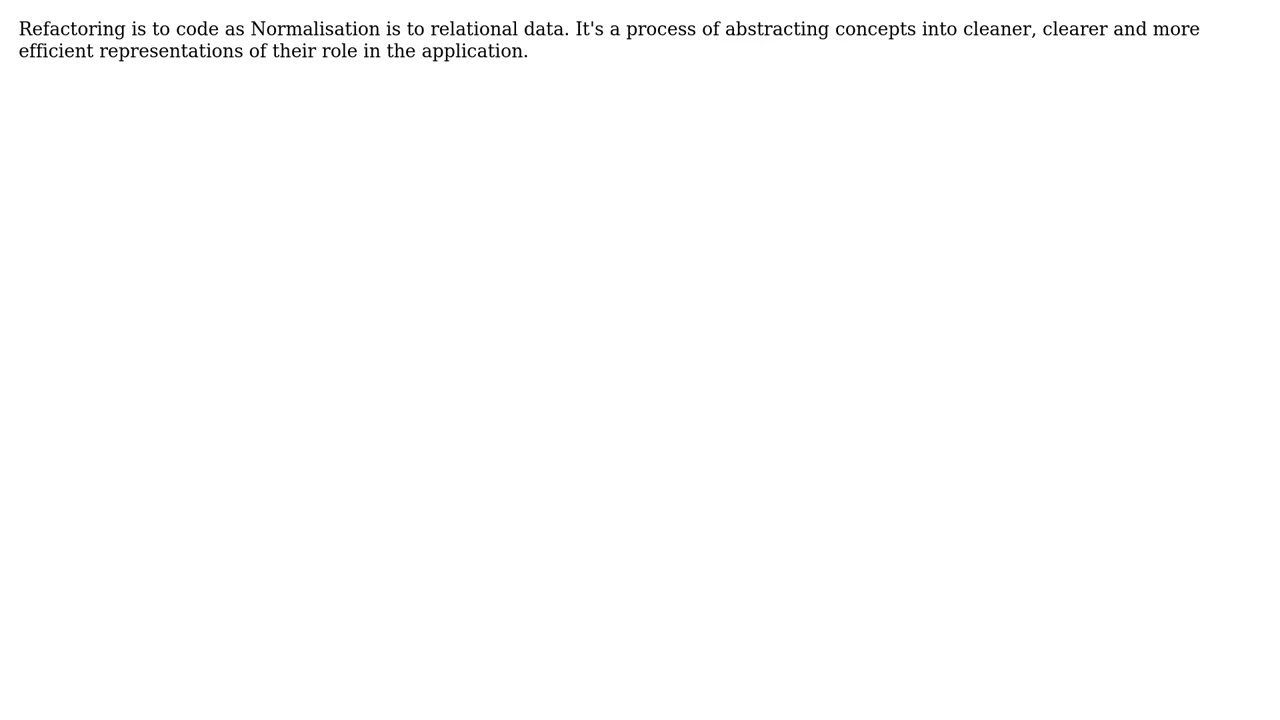 Refactoring is to code as Normalisation is to relational data. It's a process of abstracting concepts into cleaner, clearer and more
efficient representations of their role in the application.